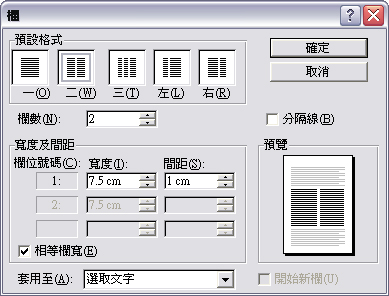 欄
預設格式
一(O) 二(W) 三(T) 左(L) 右(R)
確定
取消
欄數(N): 2
分隔線(B)
寬度及間距
欄位號碼(C): 寬度(I): 間距(S):
1: 7.5 cm 1 cm
2: 7.5 cm
相等欄寬(E)
預覽
套用至(A): 選取文字
開始新欄(U)